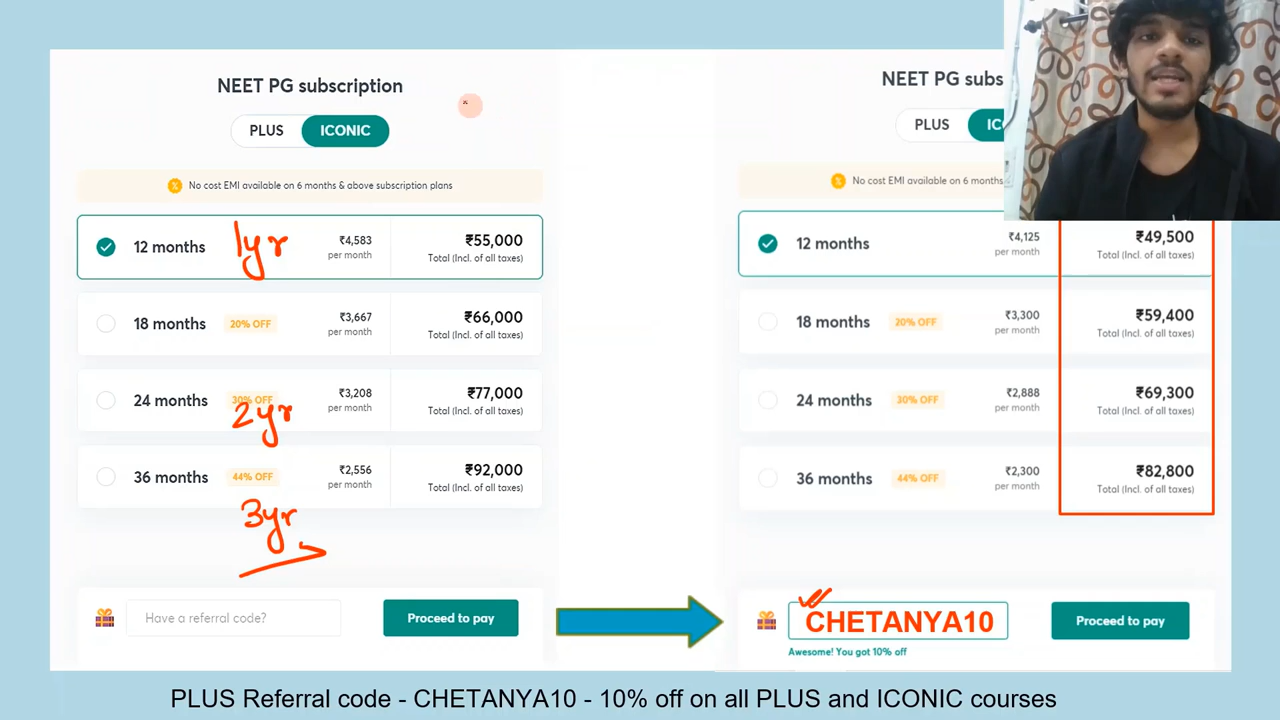 NEET PG subscription
PLUS
ICONIC
No cost EMI available on 6 months & above subscription plans
12 months
1yr
₹4,583
per month
₹55,000
Total (Incl. of all taxes)
18 months
20% OFF
₹3,667
per month
₹66,000
Total (Incl. of all taxes)
24 months
30% OFF
2yr
₹3,208
per month
₹77,000
Total (Incl. of all taxes)
36 months
44% OFF
₹2,556
per month
₹92,000
Total (Incl. of all taxes)
3yr
Have a referral code?
Proceed to pay
NEET PG subs
PLUS
IC
No cost EMI available on 6 months
12 months
₹4,125
per month
₹49,500
Total (Incl. of all taxes)
18 months
20% OFF
₹3,300
per month
₹59,400
Total (Incl. of all taxes)
24 months
30% OFF
₹2,888
per month
₹69,300
Total (Incl. of all taxes)
36 months
44% OFF
₹2,300
per month
₹82,800
Total (Incl. of all taxes)
CHETANYA10
Proceed to pay
Awesome! You got 10% off
PLUS Referral code - CHETANYA10 - 10% off on all PLUS and ICONIC courses